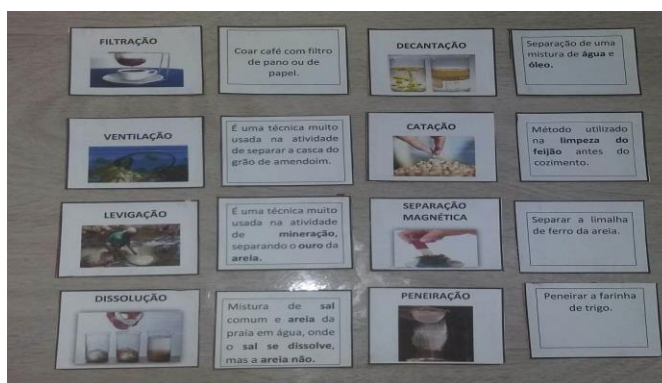 FILTRAÇÃO
Coar café com filtro
de pano ou de
papel.
DECANTAÇÃO
Separação de uma
mistura de água e
óleo.
VENTILAÇÃO
É uma técnica muito
usada na atividade
de separar a casca do
grão de amendoim.
CATAÇÃO
Método utilizado
na limpeza do
feijão antes do
cozimento.
LEVIGAÇÃO
É uma técnica muito
usada na atividade
de mineração,
separando o ouro da
areia.
SEPARAÇÃO
MAGNÉTICA
Separar a limalha
de ferro da areia.
DISSOLUÇÃO
Mistura de sal
comum e areia da
praia em água, onde
o sal se dissolve,
mas a areia não.
PENEIRAÇÃO
Peneirar a farinha
de trigo.